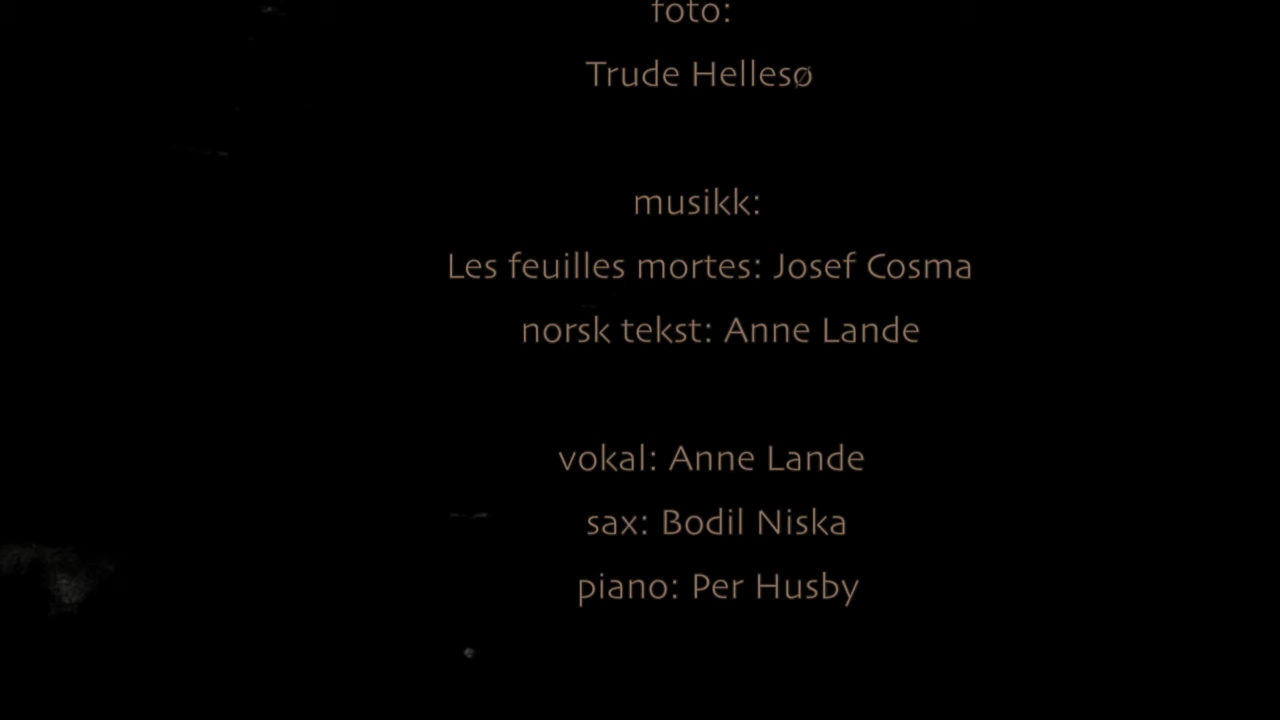 foto:
Trude Hellesø
musikk:
Les feuilles mortes: Josef Cosma
norsk tekst: Anne Lande
vokal: Anne Lande
sax: Bodil Niska
piano: Per Husby